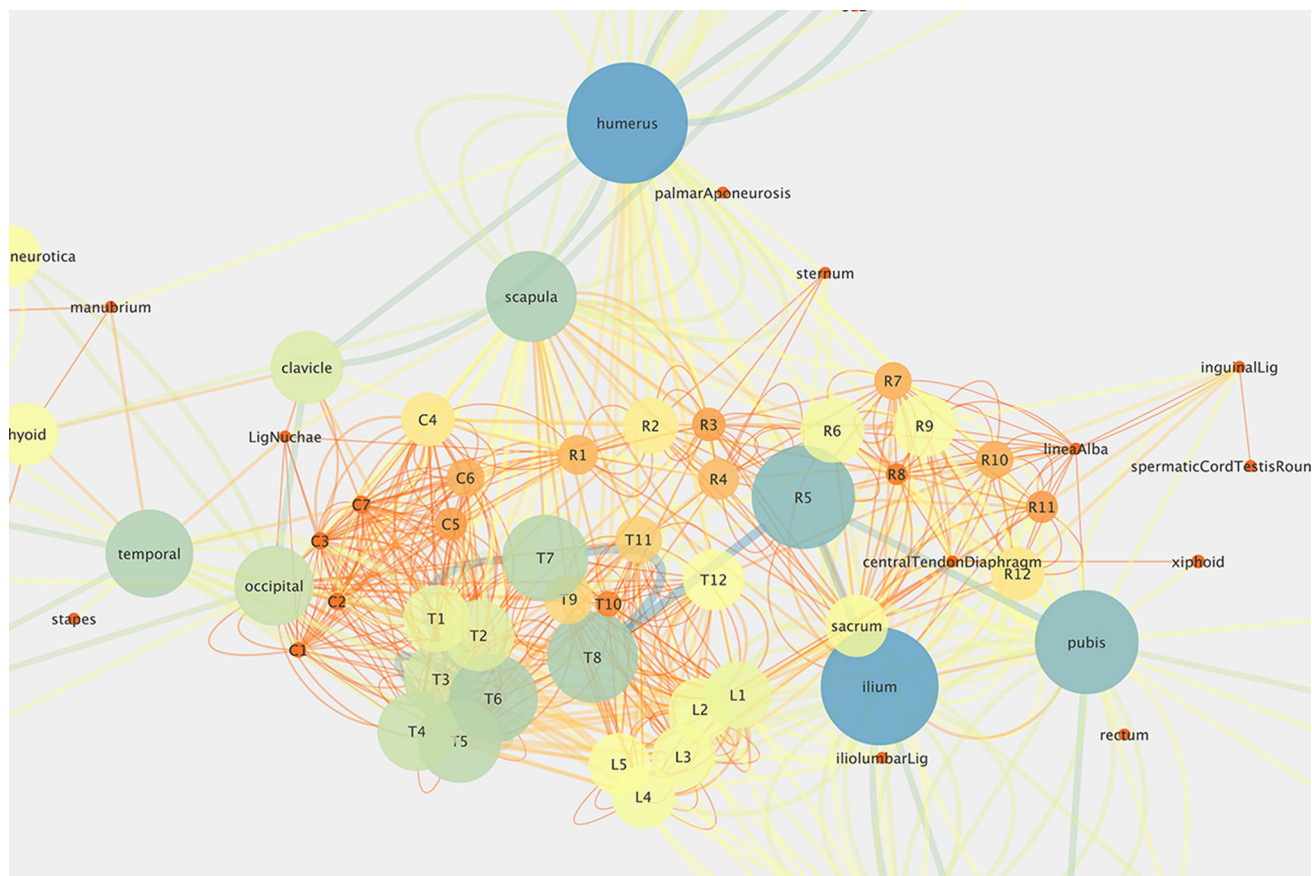 humerus
palmarAponeurosis
neurotica
sternum
scapula
manubrium
clavicle
inguinalLig
R7
C4
R2
R3
R6
R9
hyoid
LigNuchae
R1
lineaAlba
R10
spermaticCordTestisRoun
C6
R4
R8
R5
C7
R11
C5
C3
T11
temporal
T7
centralTendonDiaphragm
xiphoid
R12
T12
occipital
T9
T10
C2
stapes
T1
T2
sacrum
pubis
C1
T8
T3
ilium
L1
T6
L2
T4
T5
rectum
L3
iliolumbarLig
L5
L4